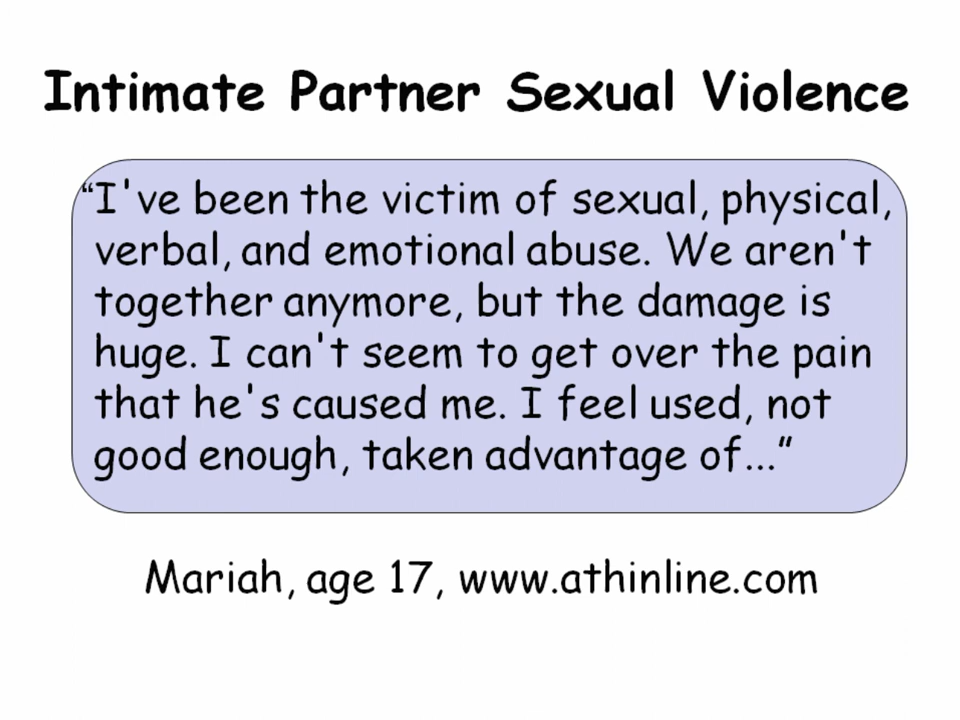 Intimate Partner Sexual Violence
“I've been the victim of sexual, physical,
verbal, and emotional abuse. We aren't
together anymore, but the damage is
huge. I can't seem to get over the pain
that he's caused me. I feel used, not
good enough, taken advantage of...”
Mariah, age 17, www.athinline.com